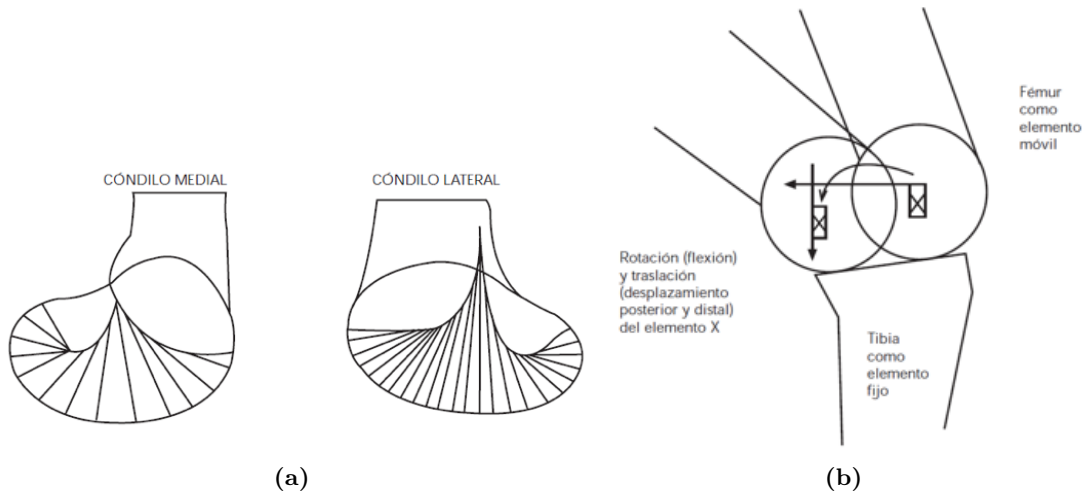 CÓNDILO MEDIAL
CÓNDILO LATERAL
Fémur
como
elemento
móvil
Rotación (flexión)
y traslación
(desplazamiento
posterior y distal)
del elemento X
Tibia
como
elemento
fijo
(a)
(b)